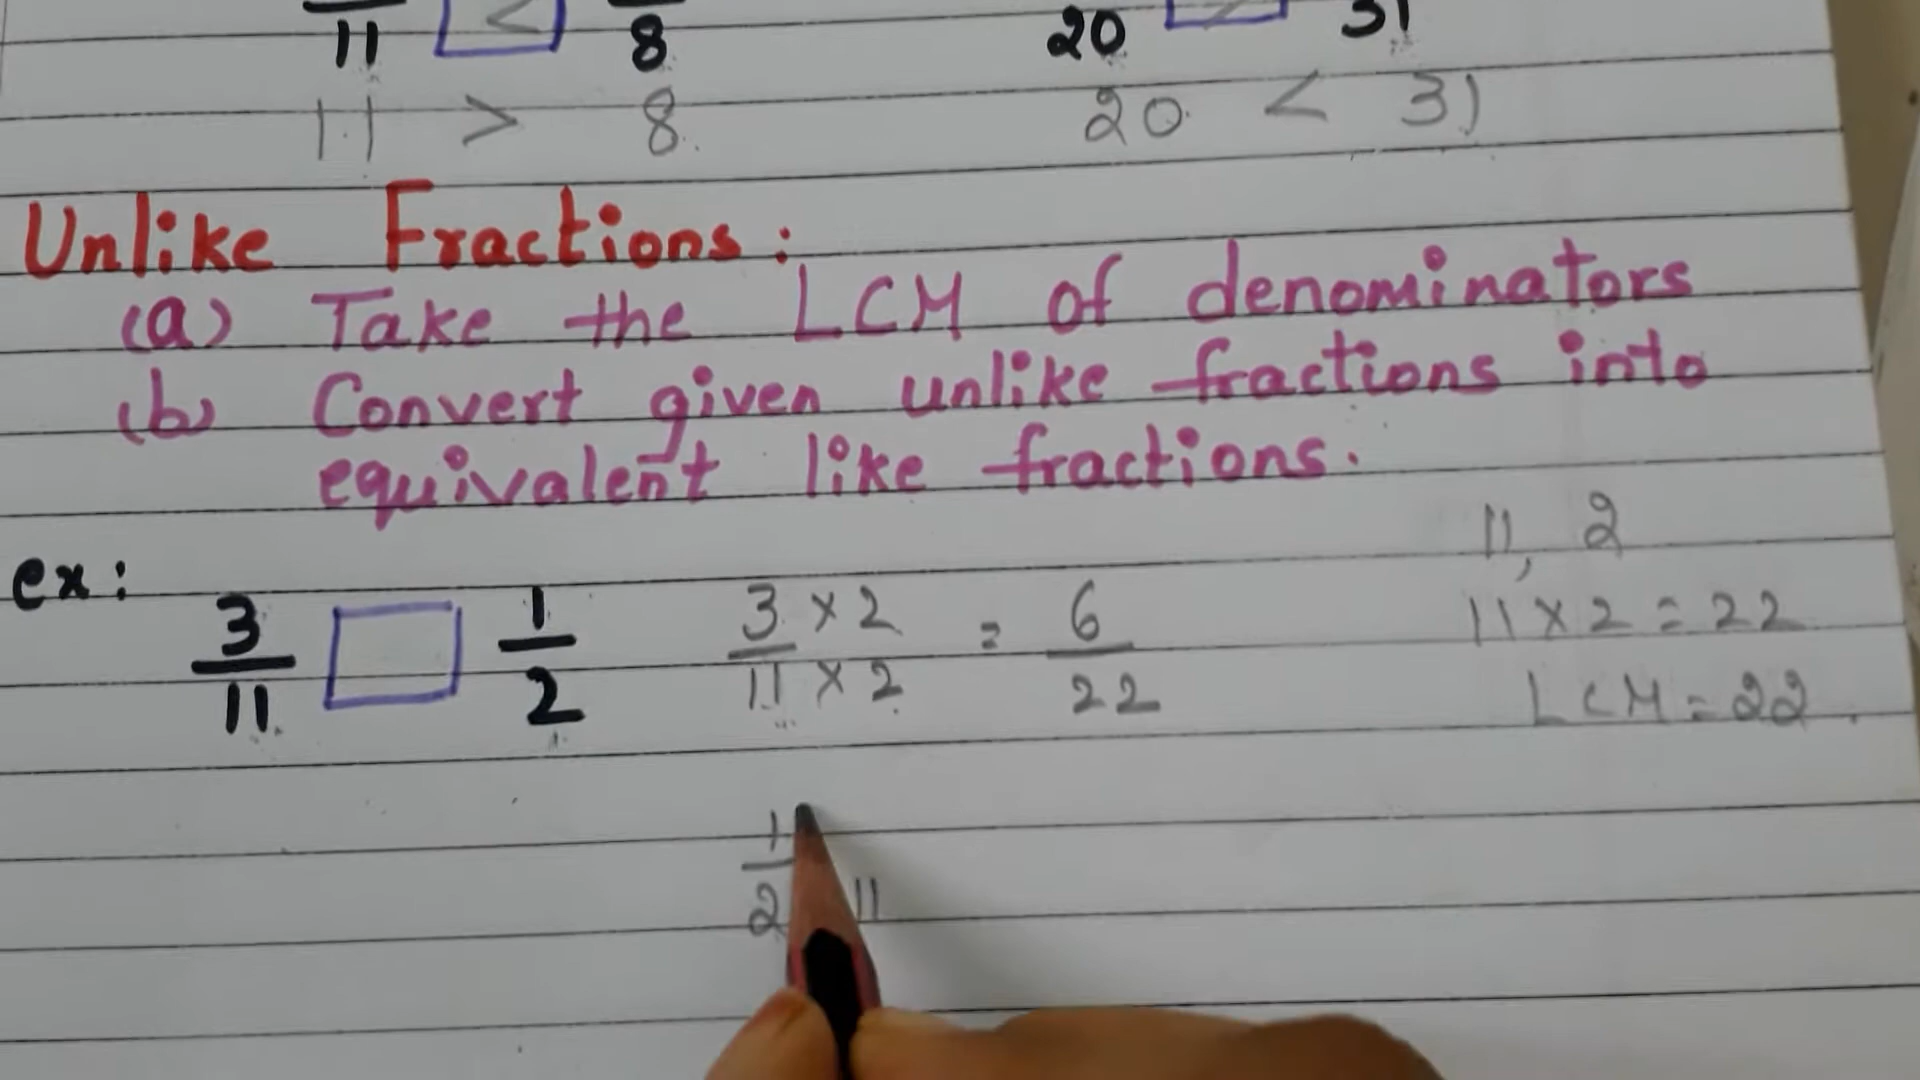 11 < 8
20 31
11 > 8
20 < 31
Unlike Fractions:
(a) Take the LCM of denominators
(b) Convert given unlike fractions into
equivalent like fractions.
11, 2
ex:
3/11 □ 1/2
3 × 2 / 11 × 2 = 6/22
11 × 2 = 22
LCM = 22.
1/2 11